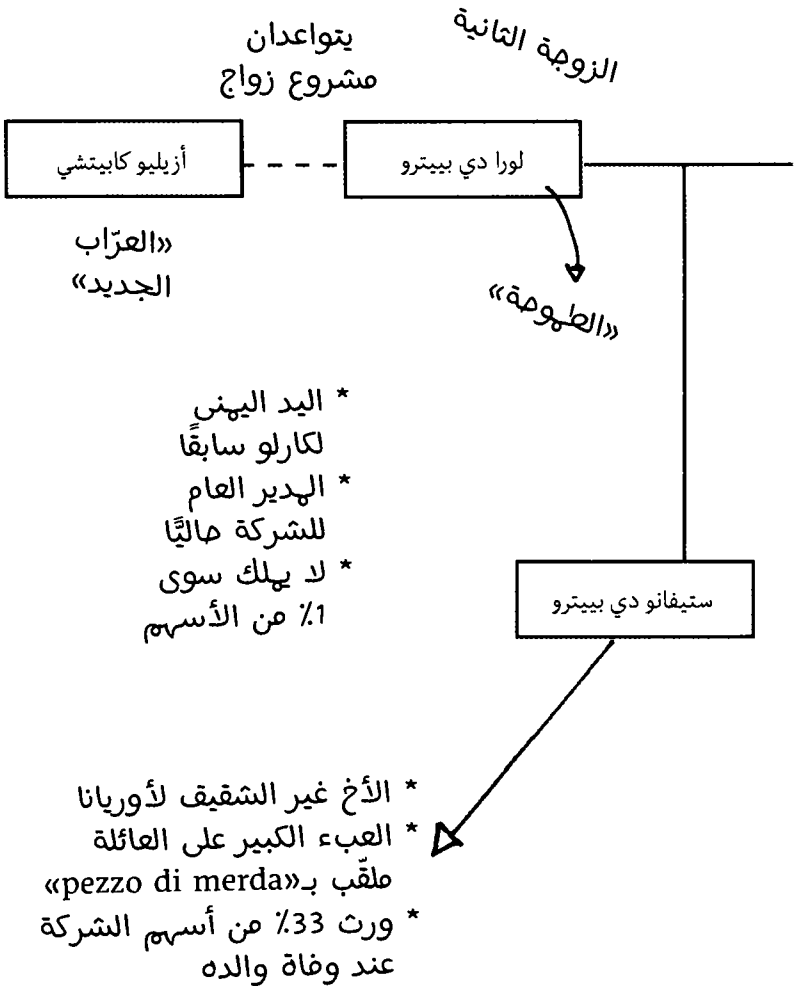 الزوجة الثانية
يتواعدان
مشروع زواج
لورا دي بييترو
أزيليو كابيتشي
«العرّاب
الجديد»
«الطموحة»
* اليد اليمنى
لكارلو سابقًا
* المدير العام
للشركة حاليًّا
* لا يملك سوى
1٪ من الأسهم
ستيفانو دي بييترو
* الأخ غير الشقيق لأوريانا
* العبء الكبير على العائلة
ملقّب بـ«pezzo di merda»
* ورث 33٪ من أسهم الشركة
عند وفاة والده